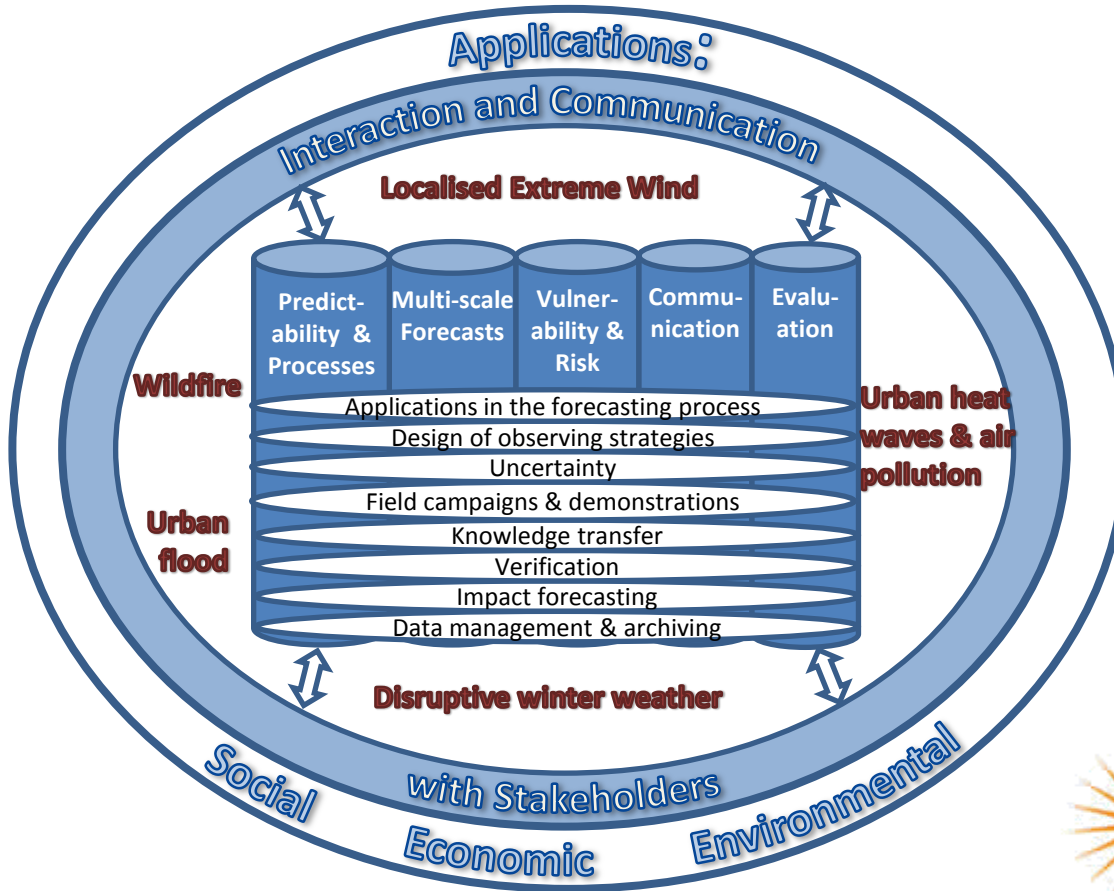 Applications:
Interaction and Communication
Localised Extreme Wind
Predict-
ability &
Processes
Multi-scale
Forecasts
Vulner-
ability &
Risk
Commu-
nication
Evalu-
ation
Wildfire
Urban heat
waves & air
pollution
Applications in the forecasting process
Design of observing strategies
Uncertainty
Field campaigns & demonstrations
Urban
flood
Knowledge transfer
Verification
Impact forecasting
Data management & archiving
Disruptive winter weather
with Stakeholders
Social
Economic
Environmental